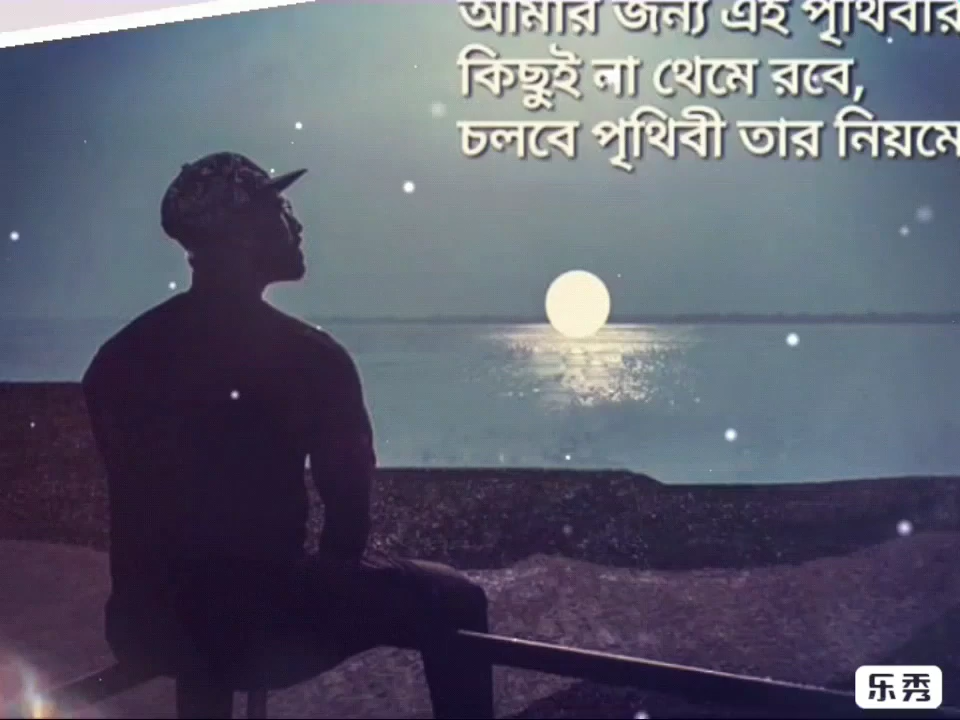 আমার জন্য এই পৃথিবীর
কিছুই না থেমে রবে,
চলবে পৃথিবী তার নিয়মে
乐秀